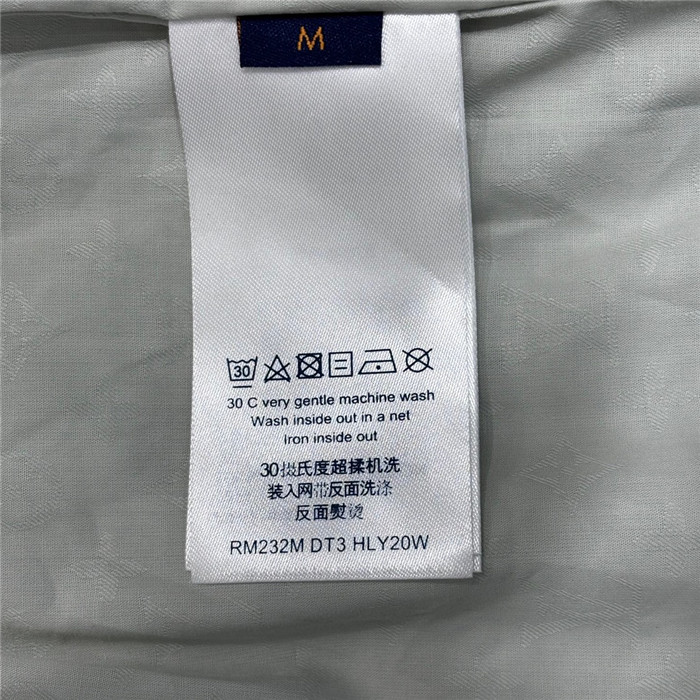 M
30
30 C very gentle machine wash
Wash inside out in a net
Iron inside out
30摄氏度超揉机洗
装入网带反面洗涤
反面熨烫
RM232M DT3 HLY20W